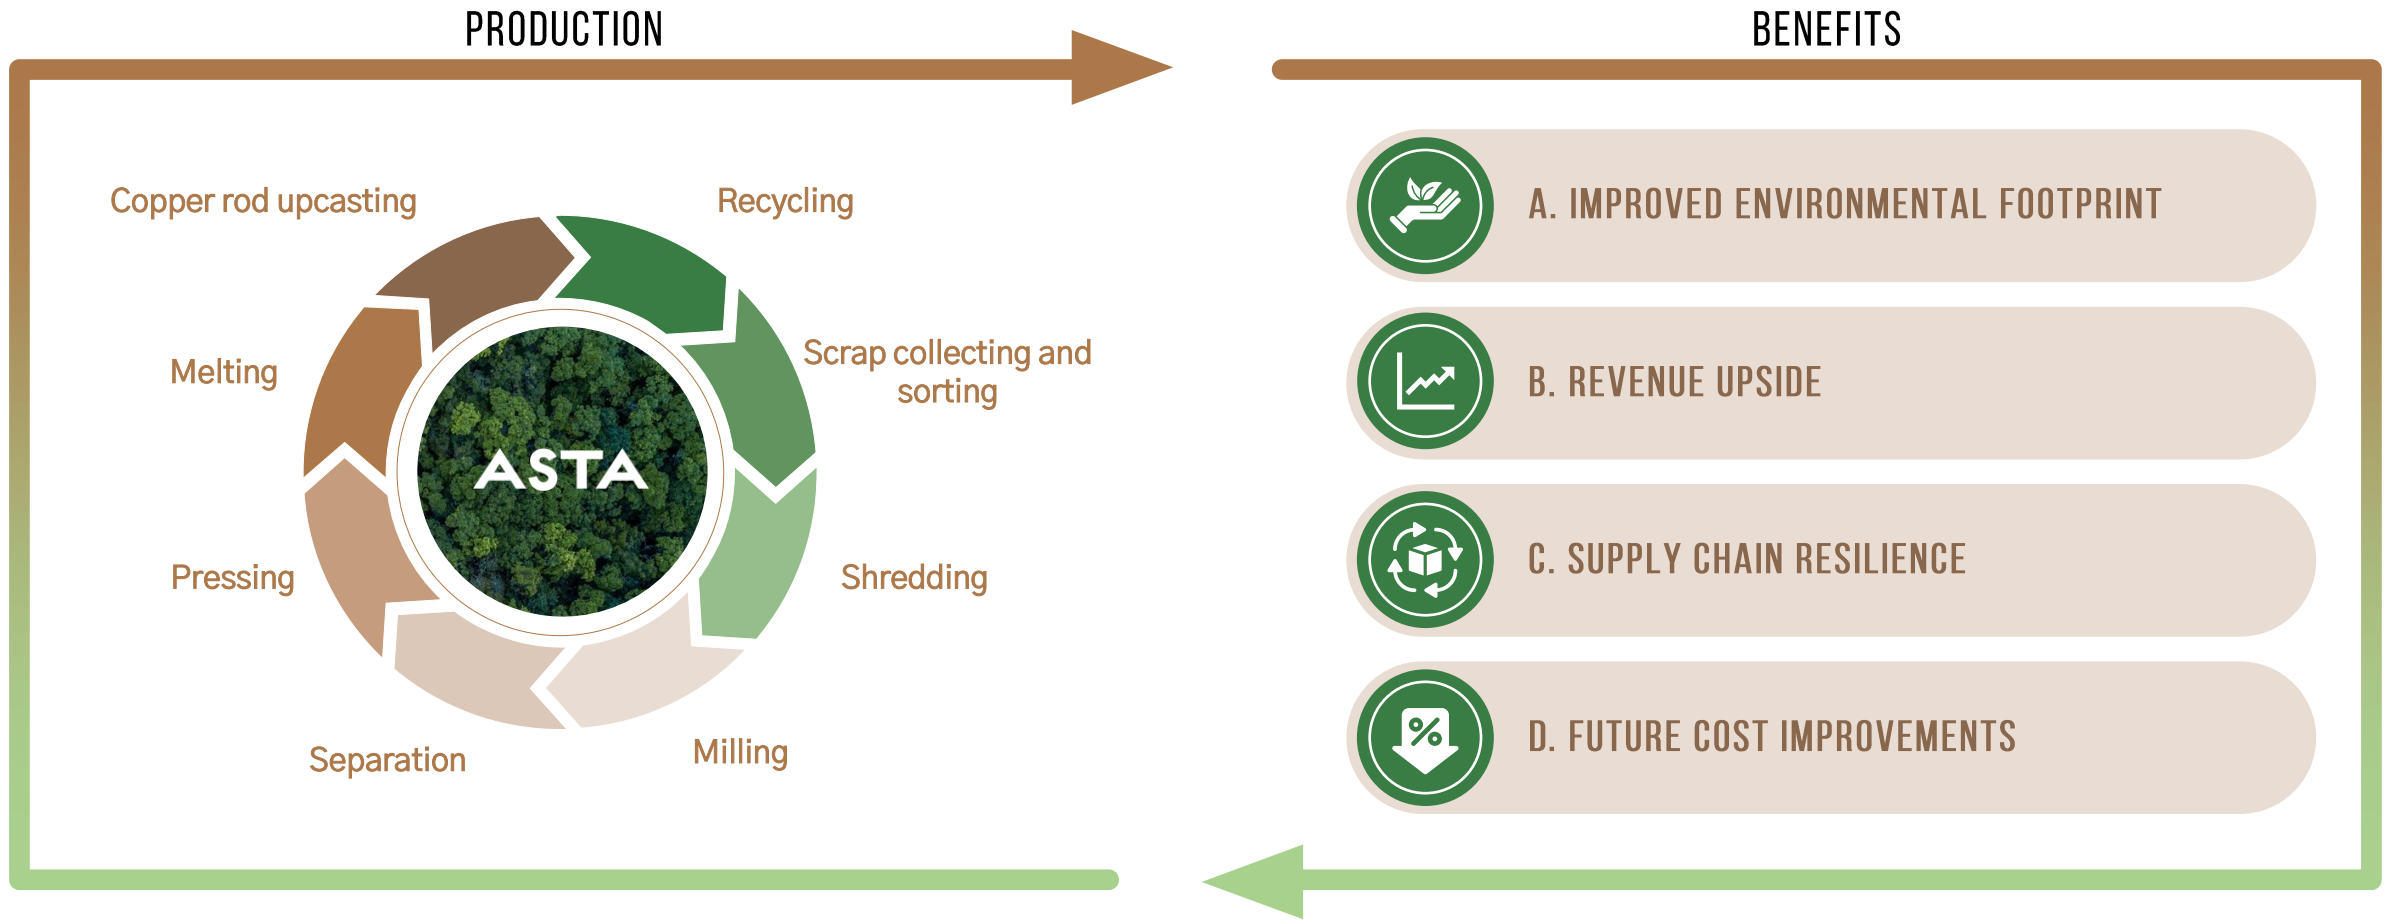 PRODUCTION
BENEFITS
Copper rod upcasting
Recycling
Scrap collecting and
sorting
Melting
ASTA
Pressing
Shredding
Separation
Milling
A. IMPROVED ENVIRONMENTAL FOOTPRINT
B. REVENUE UPSIDE
C. SUPPLY CHAIN RESILIENCE
%
D. FUTURE COST IMPROVEMENTS